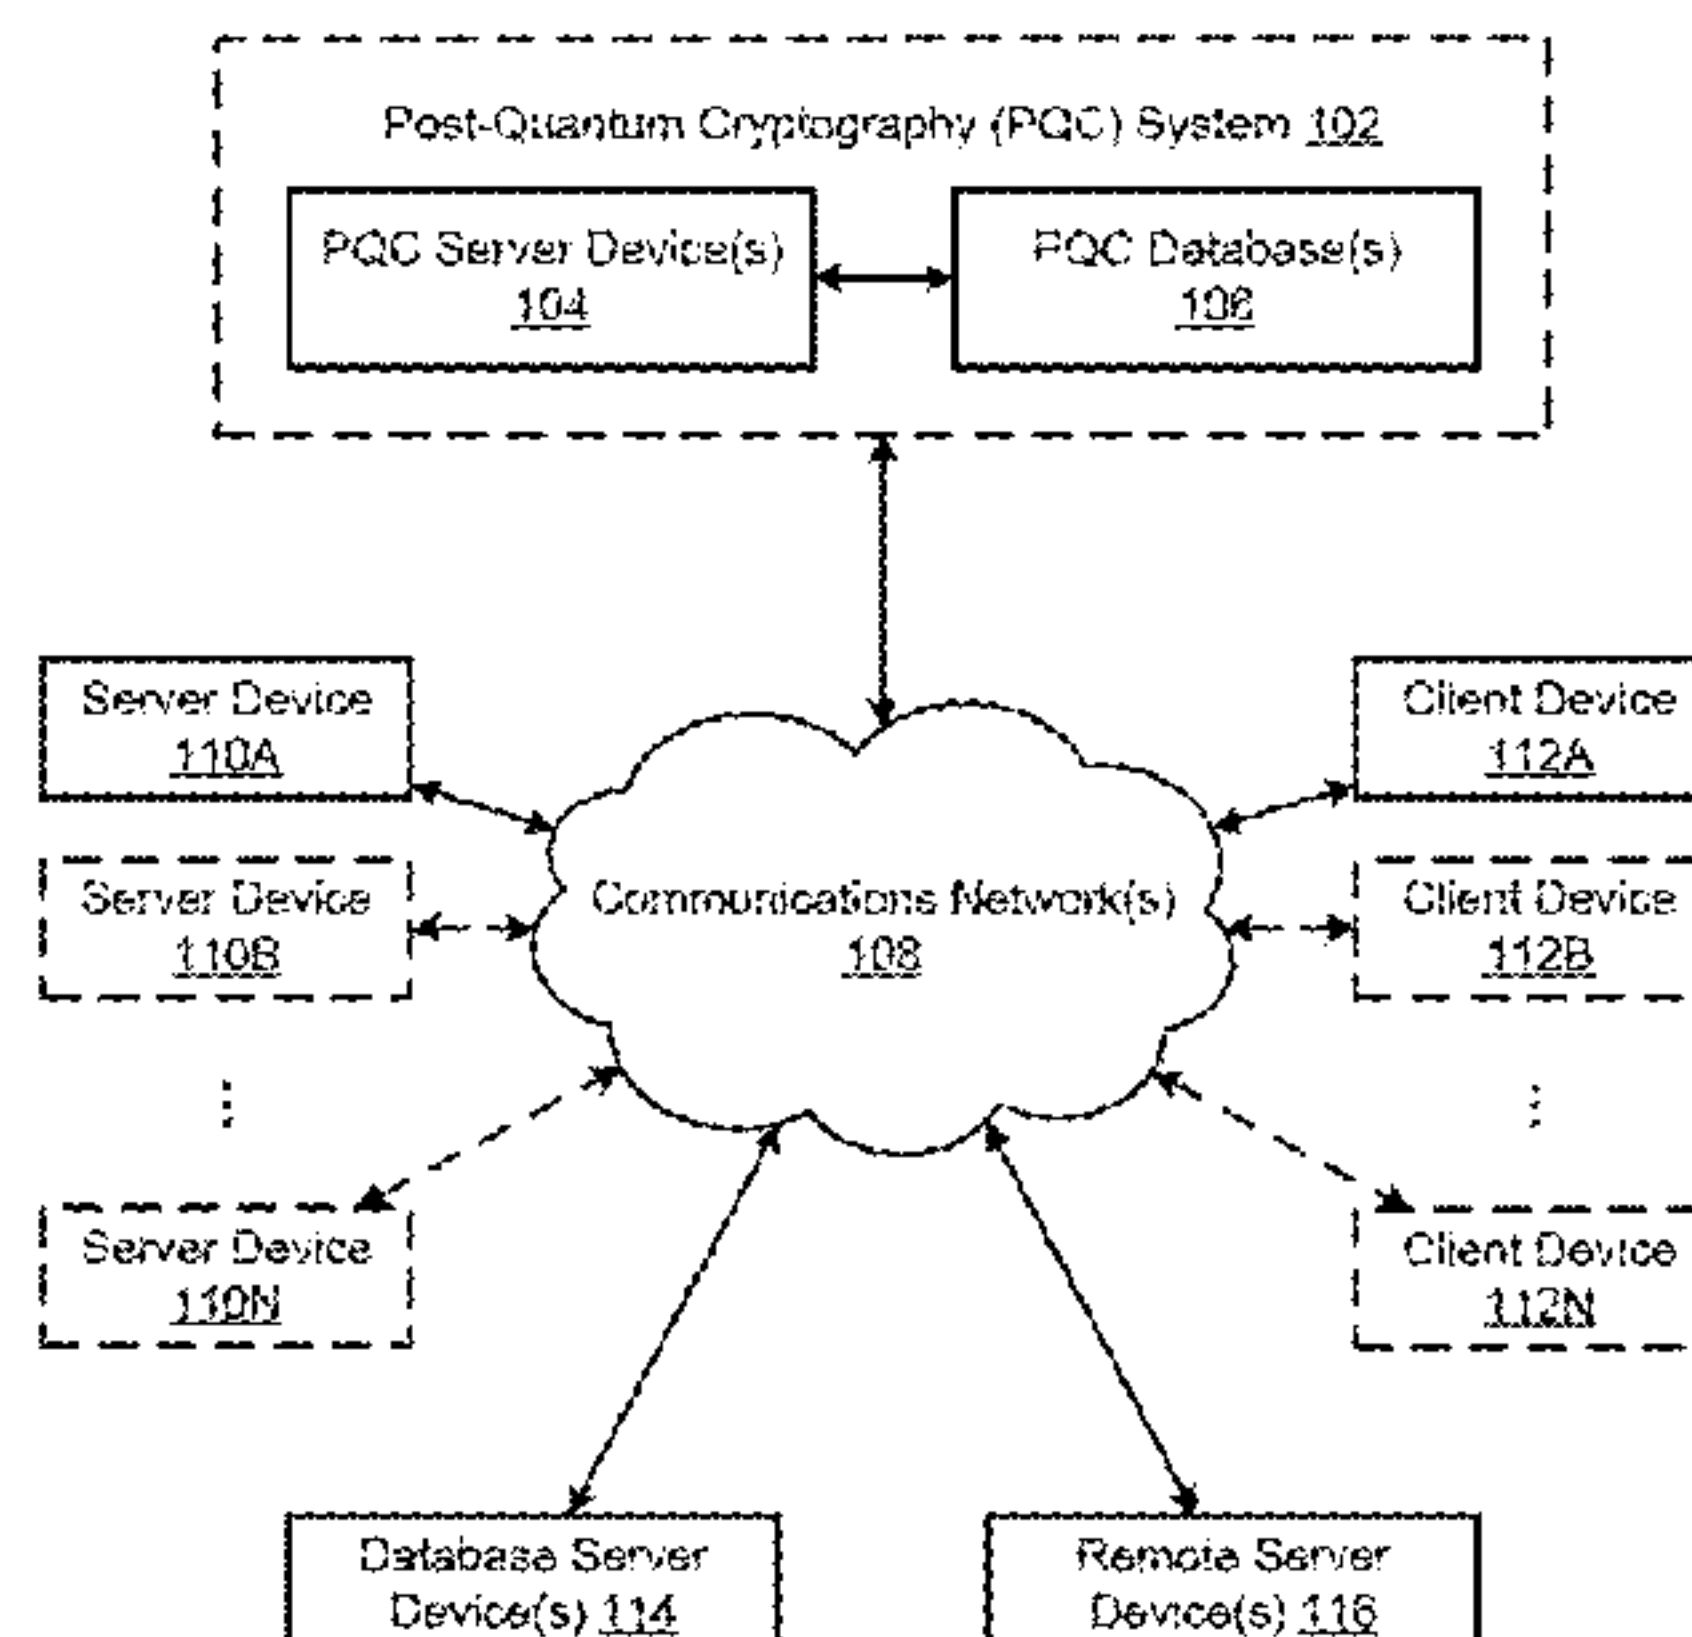 Post-Quantum Cryptography (PQC) System 102
PQC Server Device(s)
104
PQC Database(s)
106
Server Device
110A
Client Device
112A
Server Device
110B
Communications Network(s)
108
Client Device
112B
⋮
⋮
Server Device
110N
Client Device
112N
Database Server
Device(s) 114
Remote Server
Device(s) 116